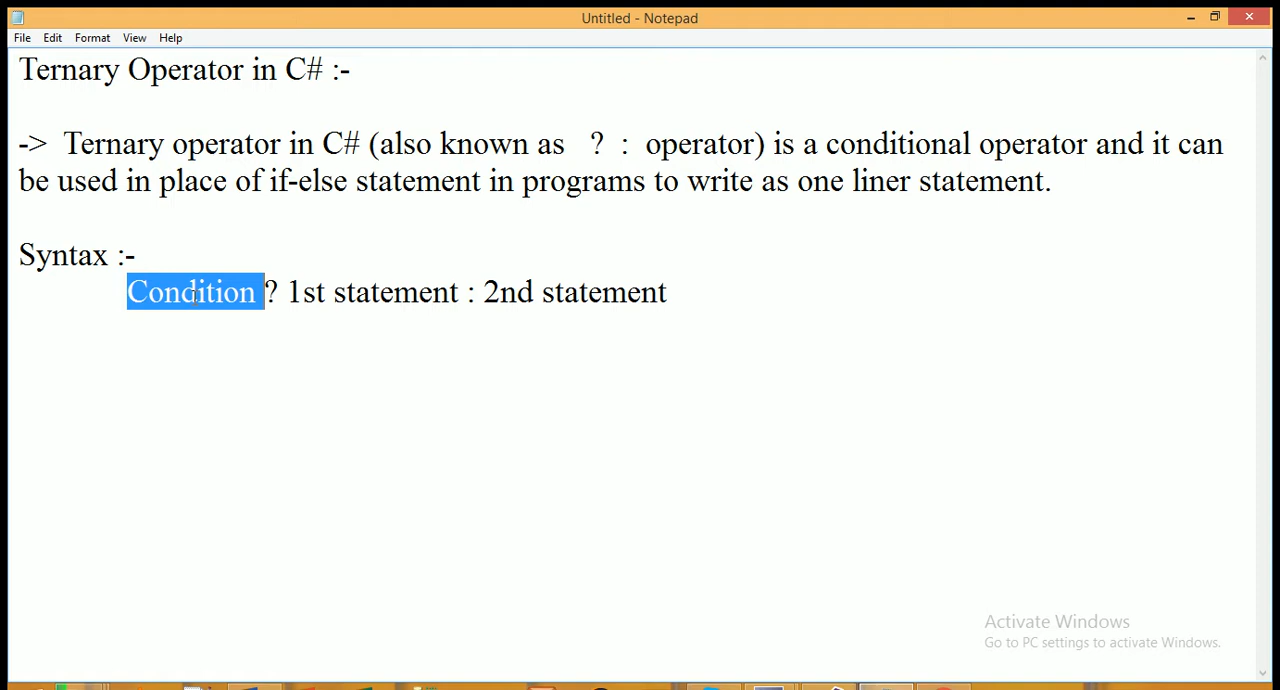 Untitled - Notepad
File Edit Format View Help
Ternary Operator in C# :-
-> Ternary operator in C# (also known as ? : operator) is a conditional operator and it can
be used in place of if-else statement in programs to write as one liner statement.
Syntax :-
Condition ? 1st statement : 2nd statement
Activate Windows
Go to PC settings to activate Windows.